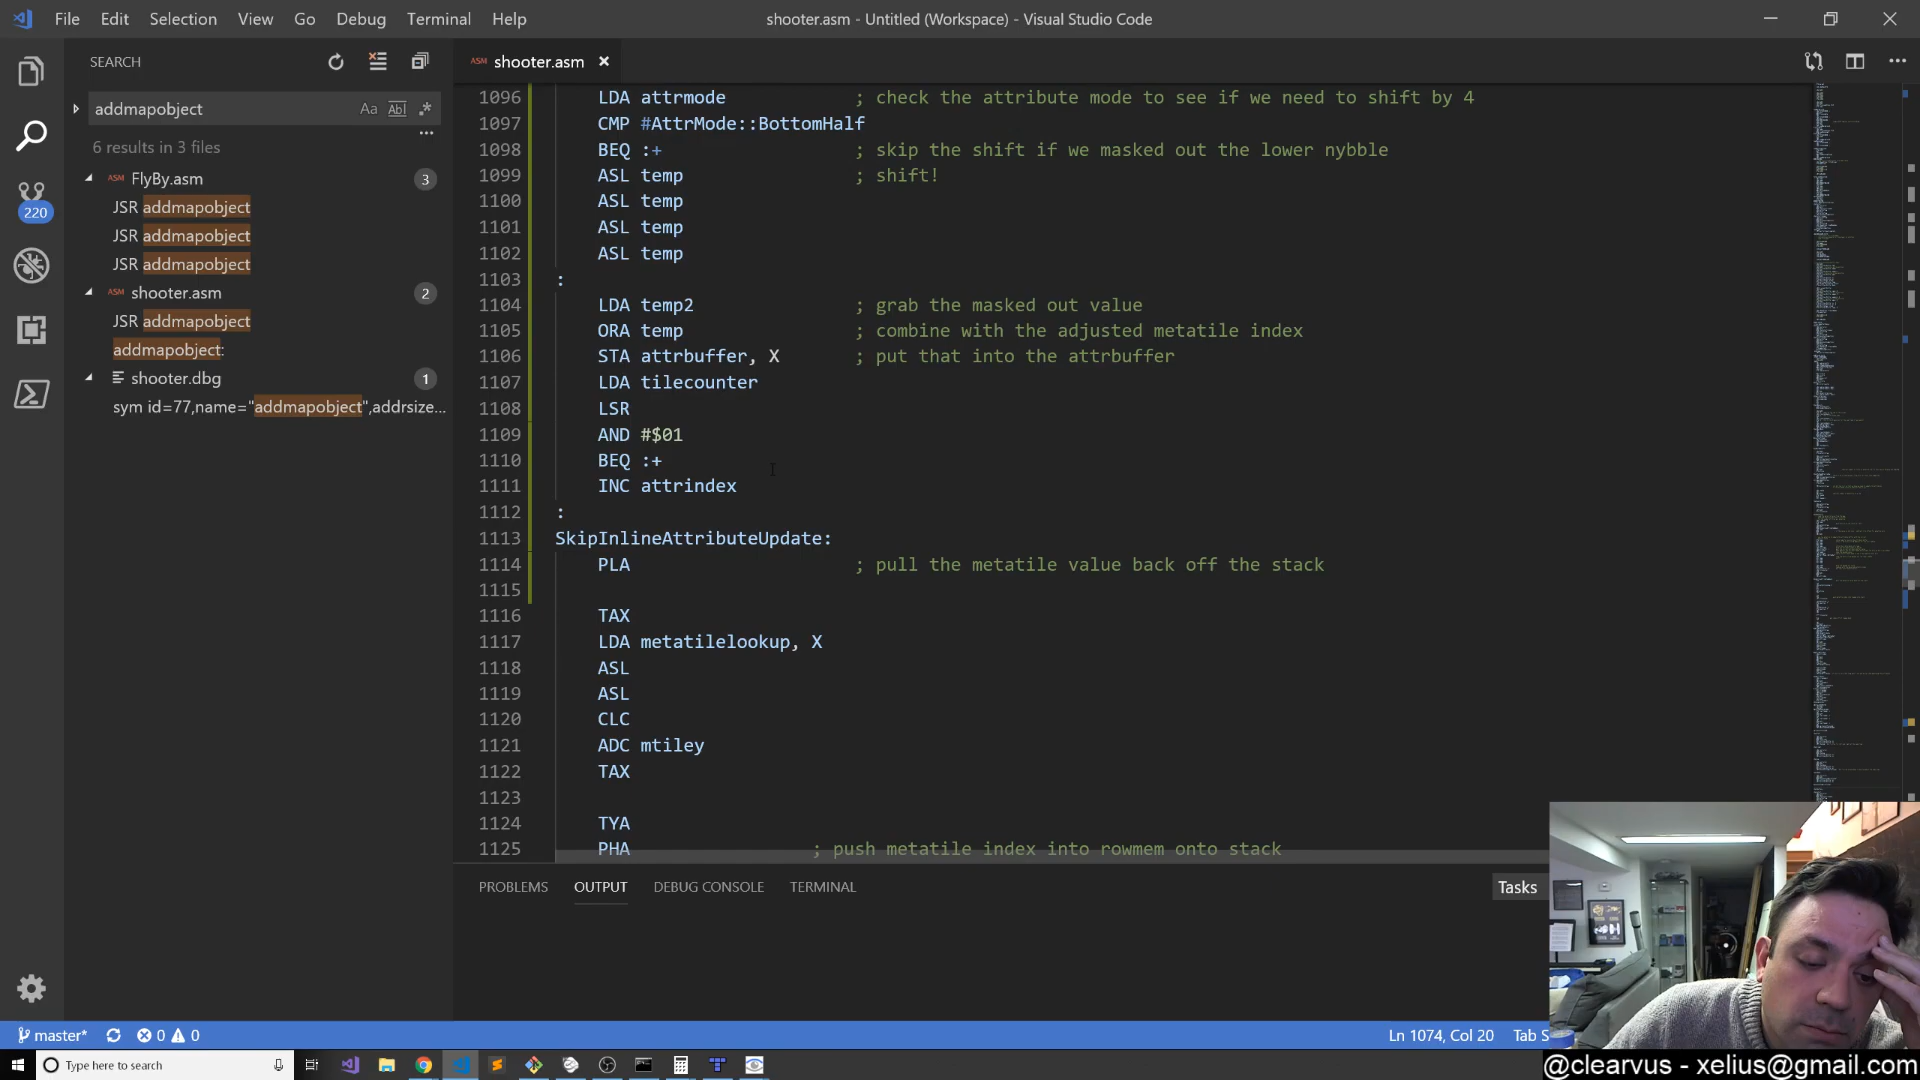 File Edit Selection View Go Debug Terminal Help
shooter.asm - Untitled (Workspace) - Visual Studio Code
SEARCH
ASM shooter.asm
addmapobject
Aa Abl .*
6 results in 3 files
ASM FlyBy.asm 3
JSR addmapobject
JSR addmapobject
JSR addmapobject
ASM shooter.asm 2
JSR addmapobject
addmapobject:
shooter.dbg 1
sym id=77,name="addmapobject",addrsize...
220
1096 LDA attrmode ; check the attribute mode to see if we need to shift by 4
1097 CMP #AttrMode::BottomHalf
1098 BEQ :+ ; skip the shift if we masked out the lower nybble
1099 ASL temp ; shift!
1100 ASL temp
1101 ASL temp
1102 ASL temp
1103 :
1104 LDA temp2 ; grab the masked out value
1105 ORA temp ; combine with the adjusted metatile index
1106 STA attrbuffer, X ; put that into the attrbuffer
1107 LDA tilecounter
1108 LSR
1109 AND #$01
1110 BEQ :+
1111 INC attrindex
1112 :
1113 SkipInlineAttributeUpdate:
1114 PLA ; pull the metatile value back off the stack
1115
1116 TAX
1117 LDA metatilelookup, X
1118 ASL
1119 ASL
1120 CLC
1121 ADC mtiley
1122 TAX
1123
1124 TYA
1125 PHA ; push metatile index into rowmem onto stack
PROBLEMS OUTPUT DEBUG CONSOLE TERMINAL
Tasks
master* 0 0
Ln 1074, Col 20 Tab S
Type here to search
@clearvus - xelius@gmail.com